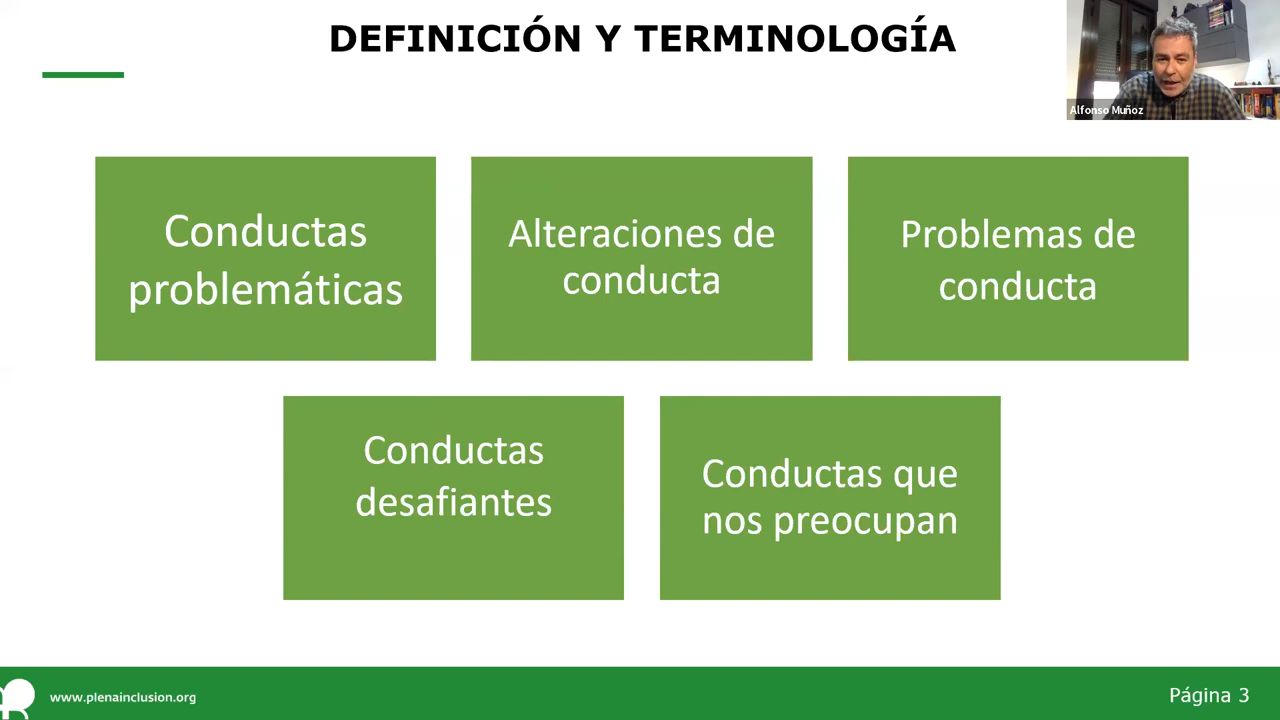 DEFINICIÓN Y TERMINOLOGÍA
Alfonso Muñoz
Conductas
problemáticas
Alteraciones de
conducta
Problemas de
conducta
Conductas
desafiantes
Conductas que
nos preocupan
www.plenainclusion.org
Página 3